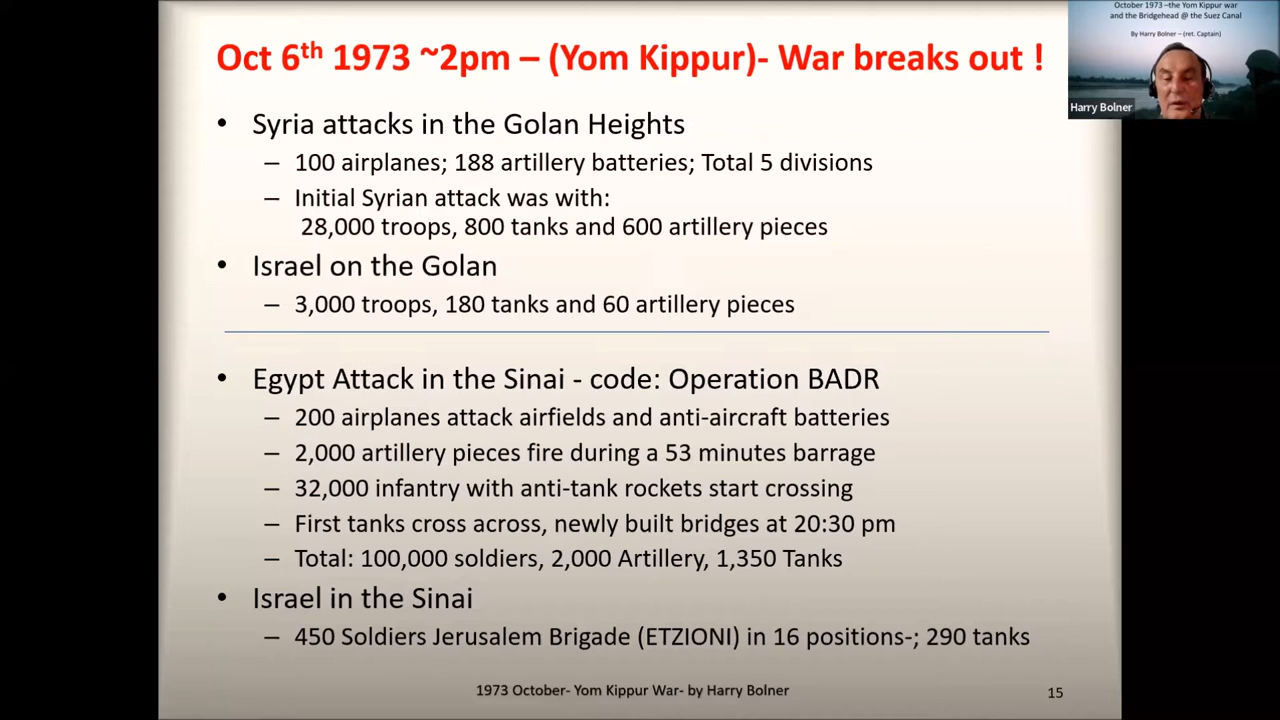 Oct 6th 1973 ~2pm – (Yom Kippur)- War breaks out !
• Syria attacks in the Golan Heights
– 100 airplanes; 188 artillery batteries; Total 5 divisions
– Initial Syrian attack was with:
28,000 troops, 800 tanks and 600 artillery pieces
• Israel on the Golan
– 3,000 troops, 180 tanks and 60 artillery pieces
• Egypt Attack in the Sinai - code: Operation BADR
– 200 airplanes attack airfields and anti-aircraft batteries
– 2,000 artillery pieces fire during a 53 minutes barrage
– 32,000 infantry with anti-tank rockets start crossing
– First tanks cross across, newly built bridges at 20:30 pm
– Total: 100,000 soldiers, 2,000 Artillery, 1,350 Tanks
• Israel in the Sinai
– 450 Soldiers Jerusalem Brigade (ETZIONI) in 16 positions-; 290 tanks
1973 October- Yom Kippur War- by Harry Bolner
15
October 1973 –the Yom Kippur war
and the Bridgehead @ the Suez Canal
By Harry Bolner – (ret. Captain)
Harry Bolner